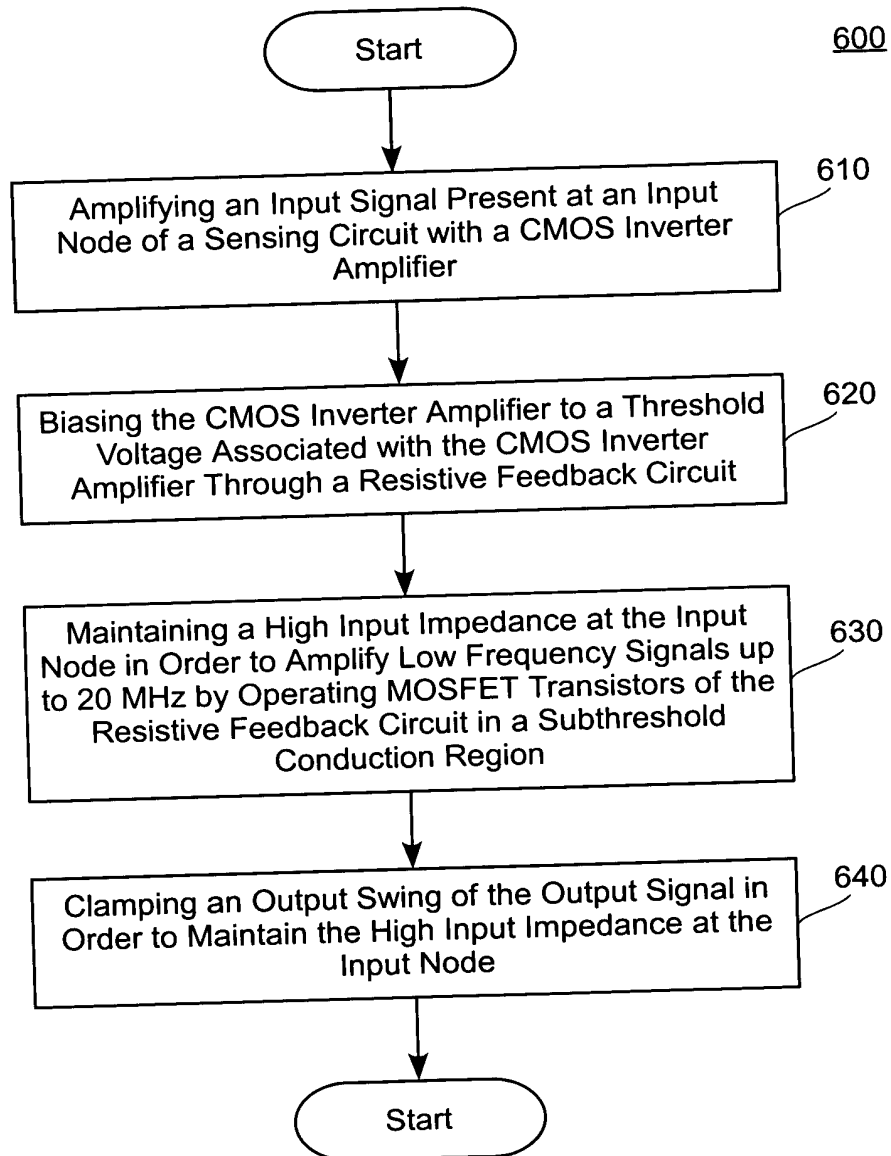 Start
600
610
Amplifying an Input Signal Present at an Input
Node of a Sensing Circuit with a CMOS Inverter
Amplifier
620
Biasing the CMOS Inverter Amplifier to a Threshold
Voltage Associated with the CMOS Inverter
Amplifier Through a Resistive Feedback Circuit
630
Maintaining a High Input Impedance at the Input
Node in Order to Amplify Low Frequency Signals up
to 20 MHz by Operating MOSFET Transistors of the
Resistive Feedback Circuit in a Subthreshold
Conduction Region
640
Clamping an Output Swing of the Output Signal in
Order to Maintain the High Input Impedance at the
Input Node
Start